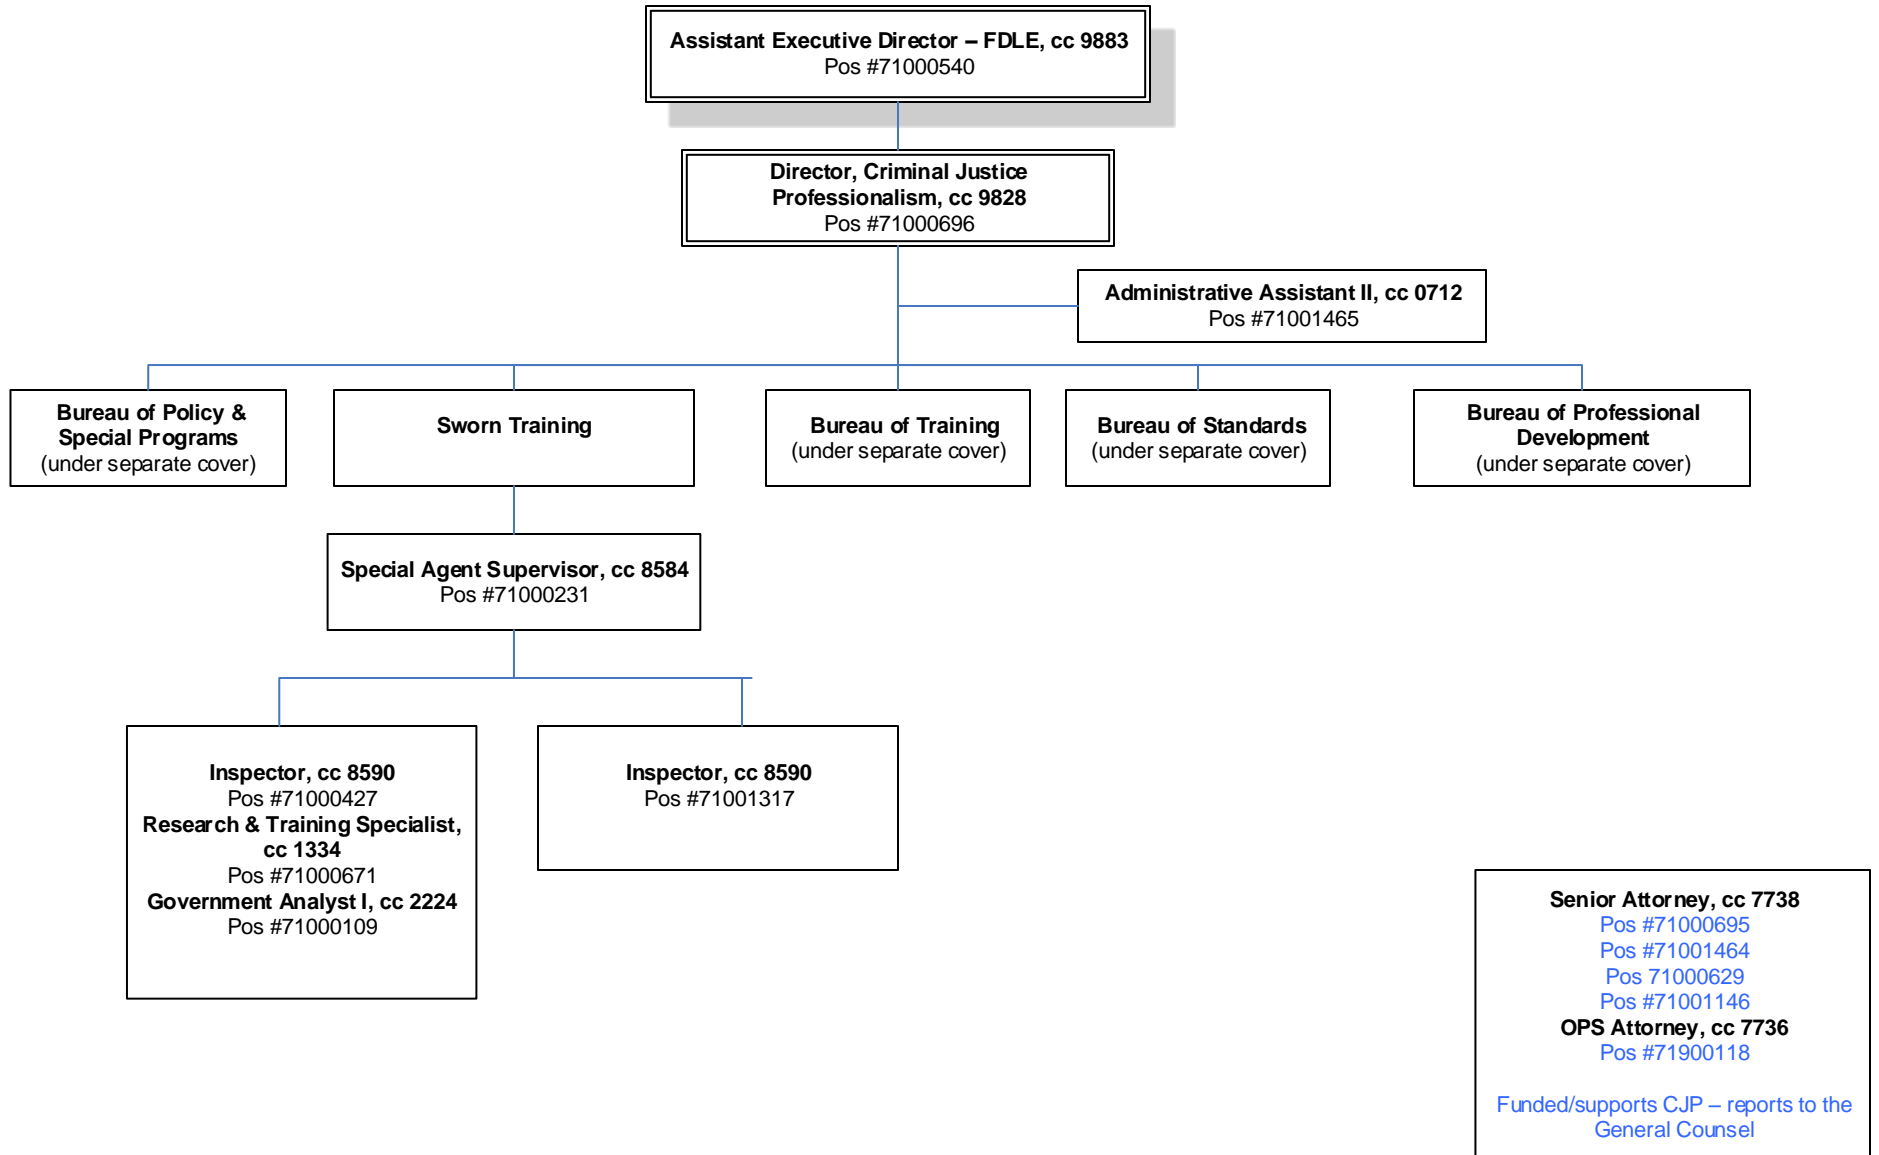 Assistant Executive Director – FDLE, cc 9883
Pos #71000540
Director, Criminal Justice
Professionalism, cc 9828
Pos #71000696
Administrative Assistant II, cc 0712
Pos #71001465
Bureau of Policy &
Special Programs
(under separate cover)
Sworn Training
Bureau of Training
(under separate cover)
Bureau of Standards
(under separate cover)
Bureau of Professional
Development
(under separate cover)
Special Agent Supervisor, cc 8584
Pos #71000231
Inspector, cc 8590
Pos #71000427
Research & Training Specialist,
cc 1334
Pos #71000671
Government Analyst I, cc 2224
Pos #71000109
Inspector, cc 8590
Pos #71001317
Senior Attorney, cc 7738
Pos #71000695
Pos #71001464
Pos 71000629
Pos #71001146
OPS Attorney, cc 7736
Pos #71900118
Funded/supports CJP – reports to the
General Counsel